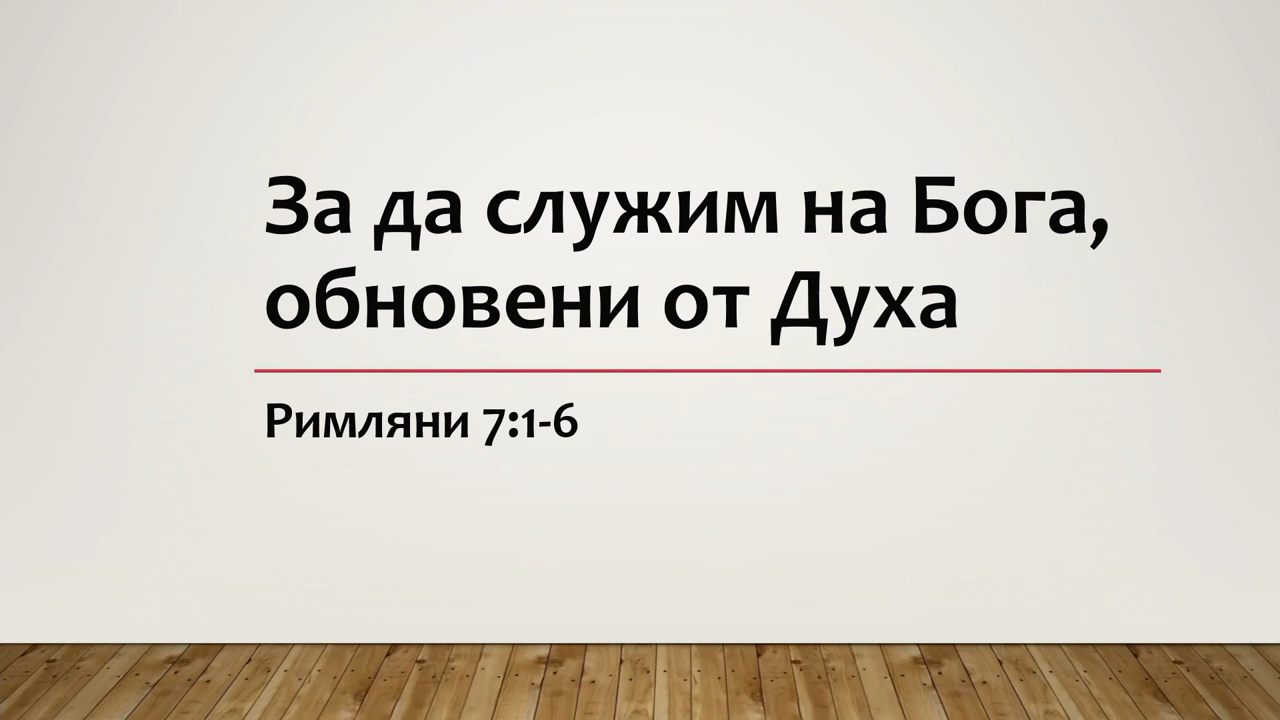 За да служим на Бога,
обновени от Духа
Римляни 7:1-6